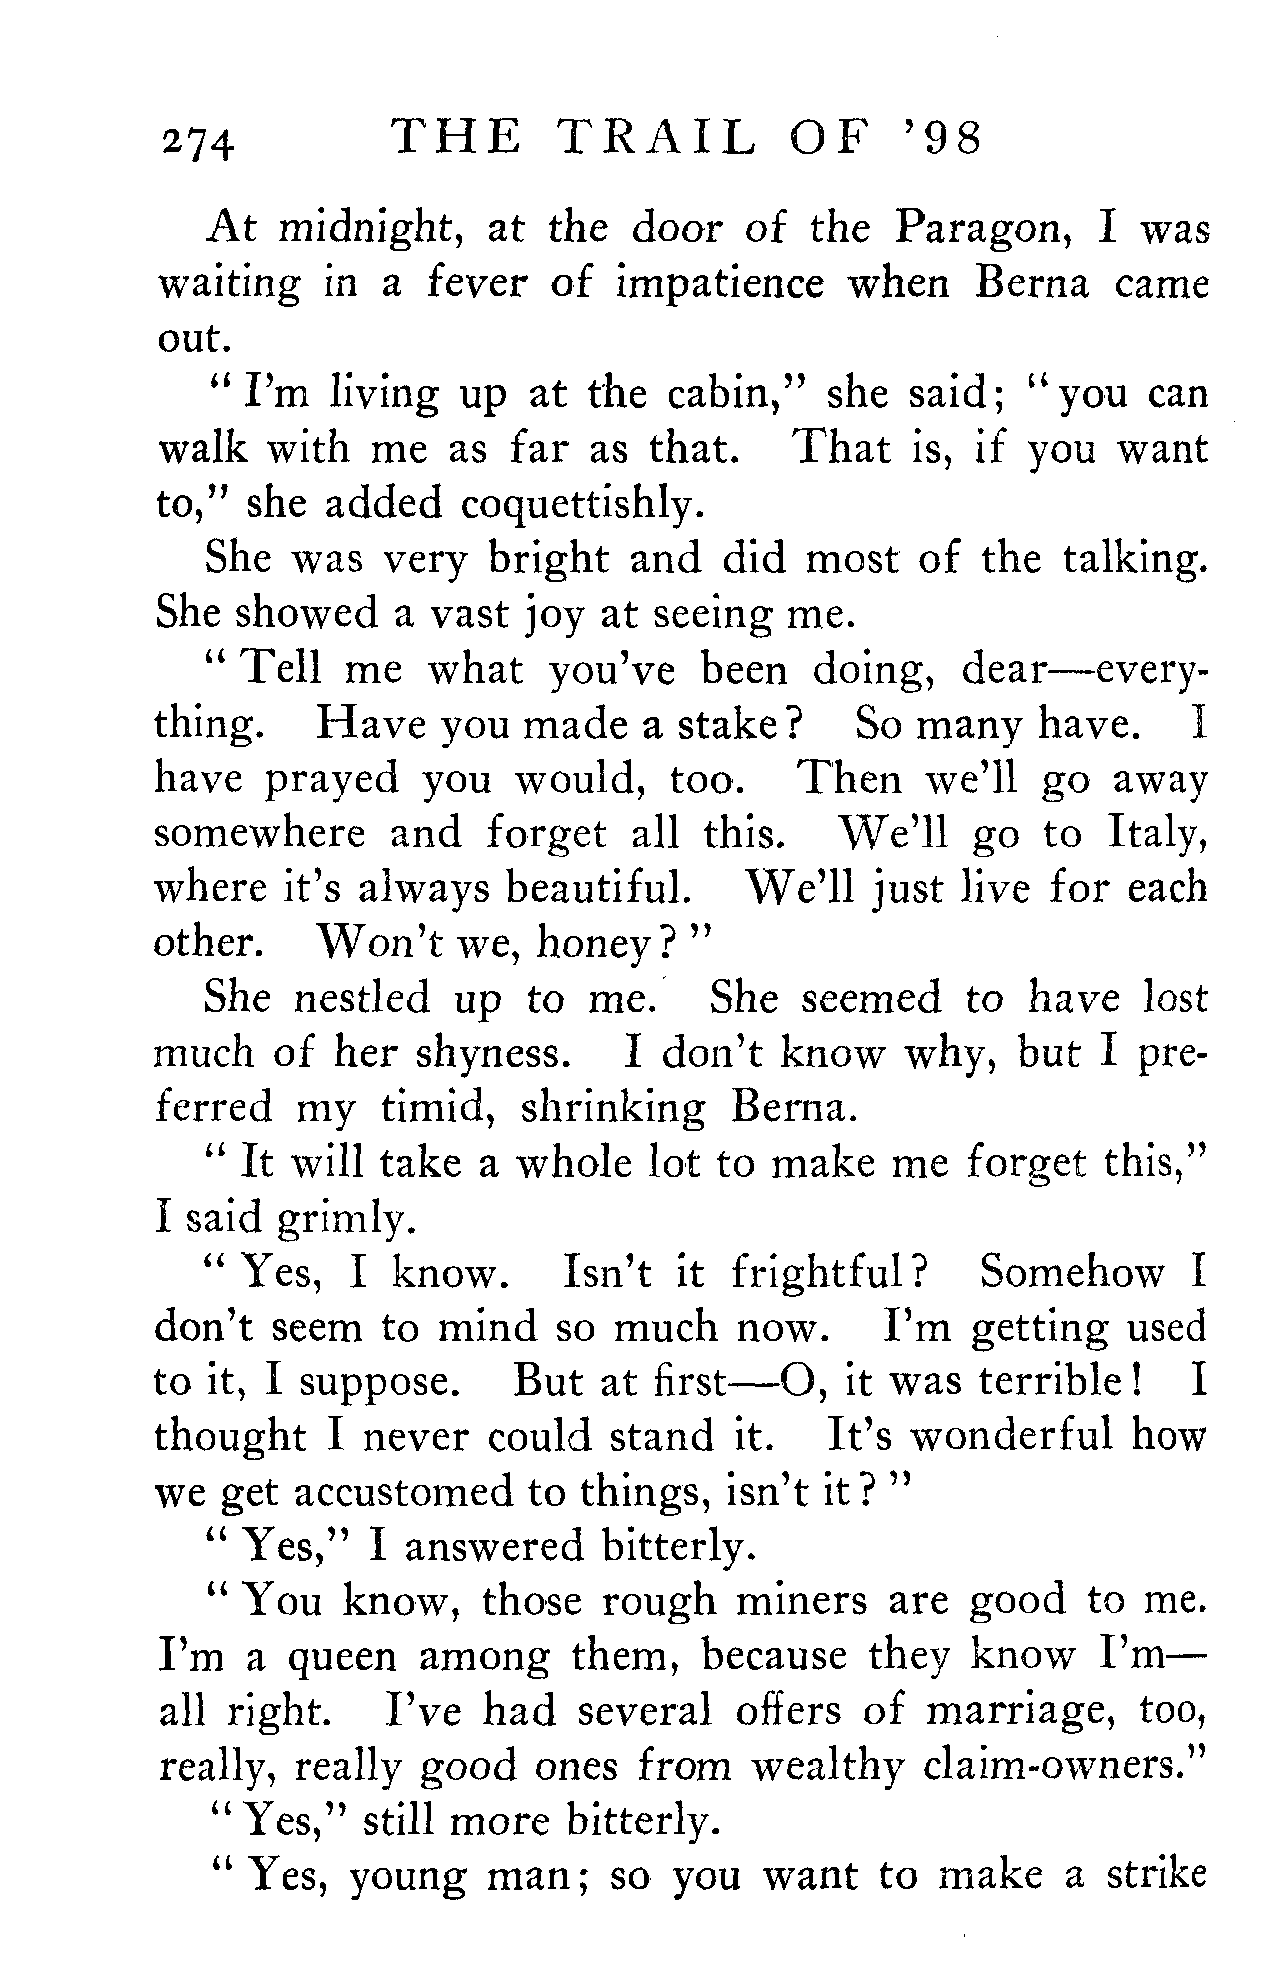 274 THE TRAIL OF '98
At midnight, at the door of the Paragon, I was
waiting in a fever of impatience when Berna came
out.
" I'm living up at the cabin," she said; " you can
walk with me as far as that. That is, if you want
to," she added coquettishly.
She was very bright and did most of the talking.
She showed a vast joy at seeing me.
" Tell me what you've been doing, dear—every-
thing. Have you made a stake? So many have. I
have prayed you would, too. Then we'll go away
somewhere and forget all this. We'll go to Italy,
where it's always beautiful. We'll just live for each
other. Won't we, honey? "
She nestled up to me. She seemed to have lost
much of her shyness. I don't know why, but I pre-
ferred my timid, shrinking Berna.
" It will take a whole lot to make me forget this,"
I said grimly.
" Yes, I know. Isn't it frightful? Somehow I
don't seem to mind so much now. I'm getting used
to it, I suppose. But at first—O, it was terrible! I
thought I never could stand it. It's wonderful how
we get accustomed to things, isn't it? "
" Yes," I answered bitterly.
" You know, those rough miners are good to me.
I'm a queen among them, because they know I'm—
all right. I've had several offers of marriage, too,
really, really good ones from wealthy claim-owners."
" Yes," still more bitterly.
" Yes, young man; so you want to make a strike